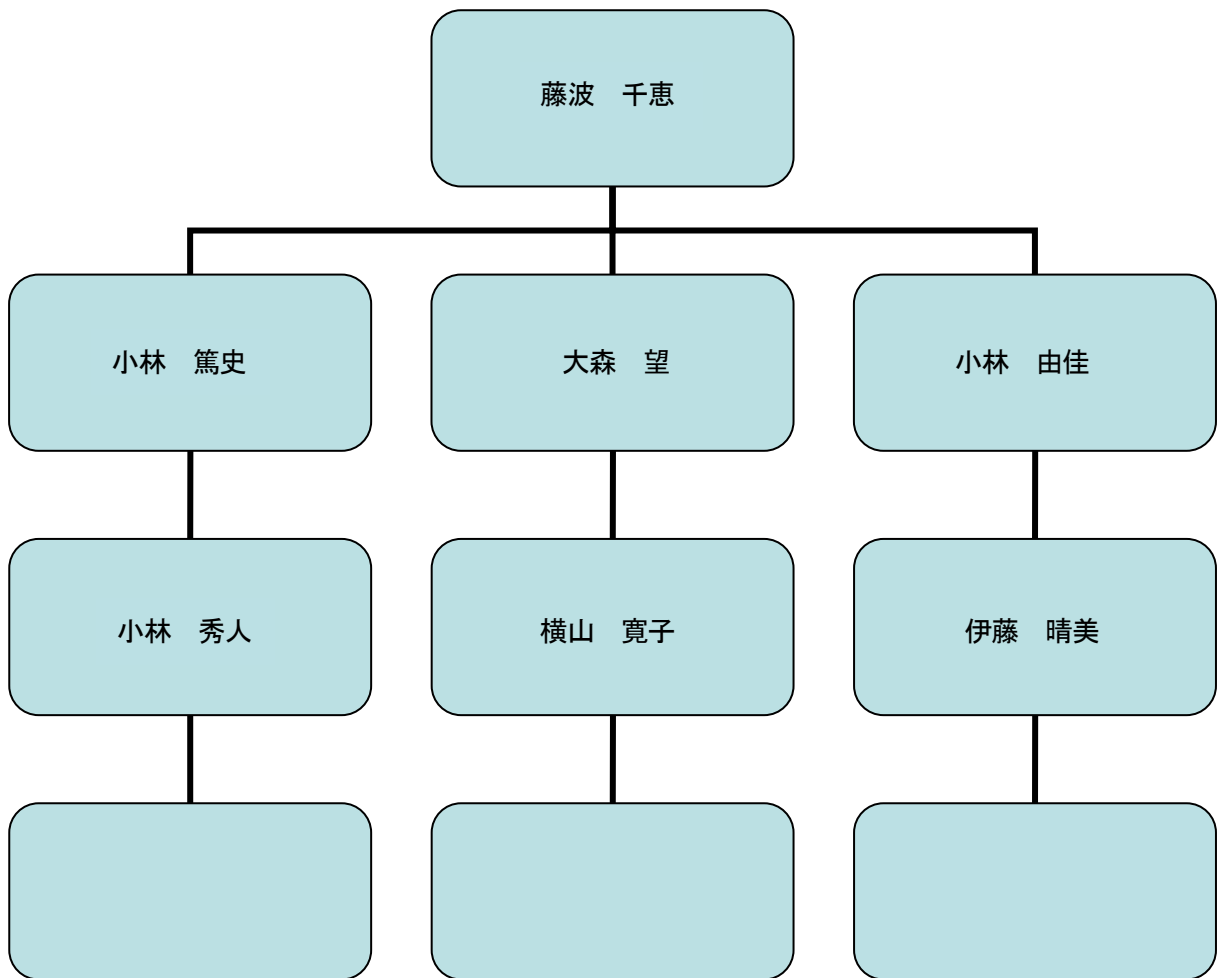 藤波　千恵
小林　篤史
大森　望
小林　由佳
小林　秀人
横山　寛子
伊藤　晴美